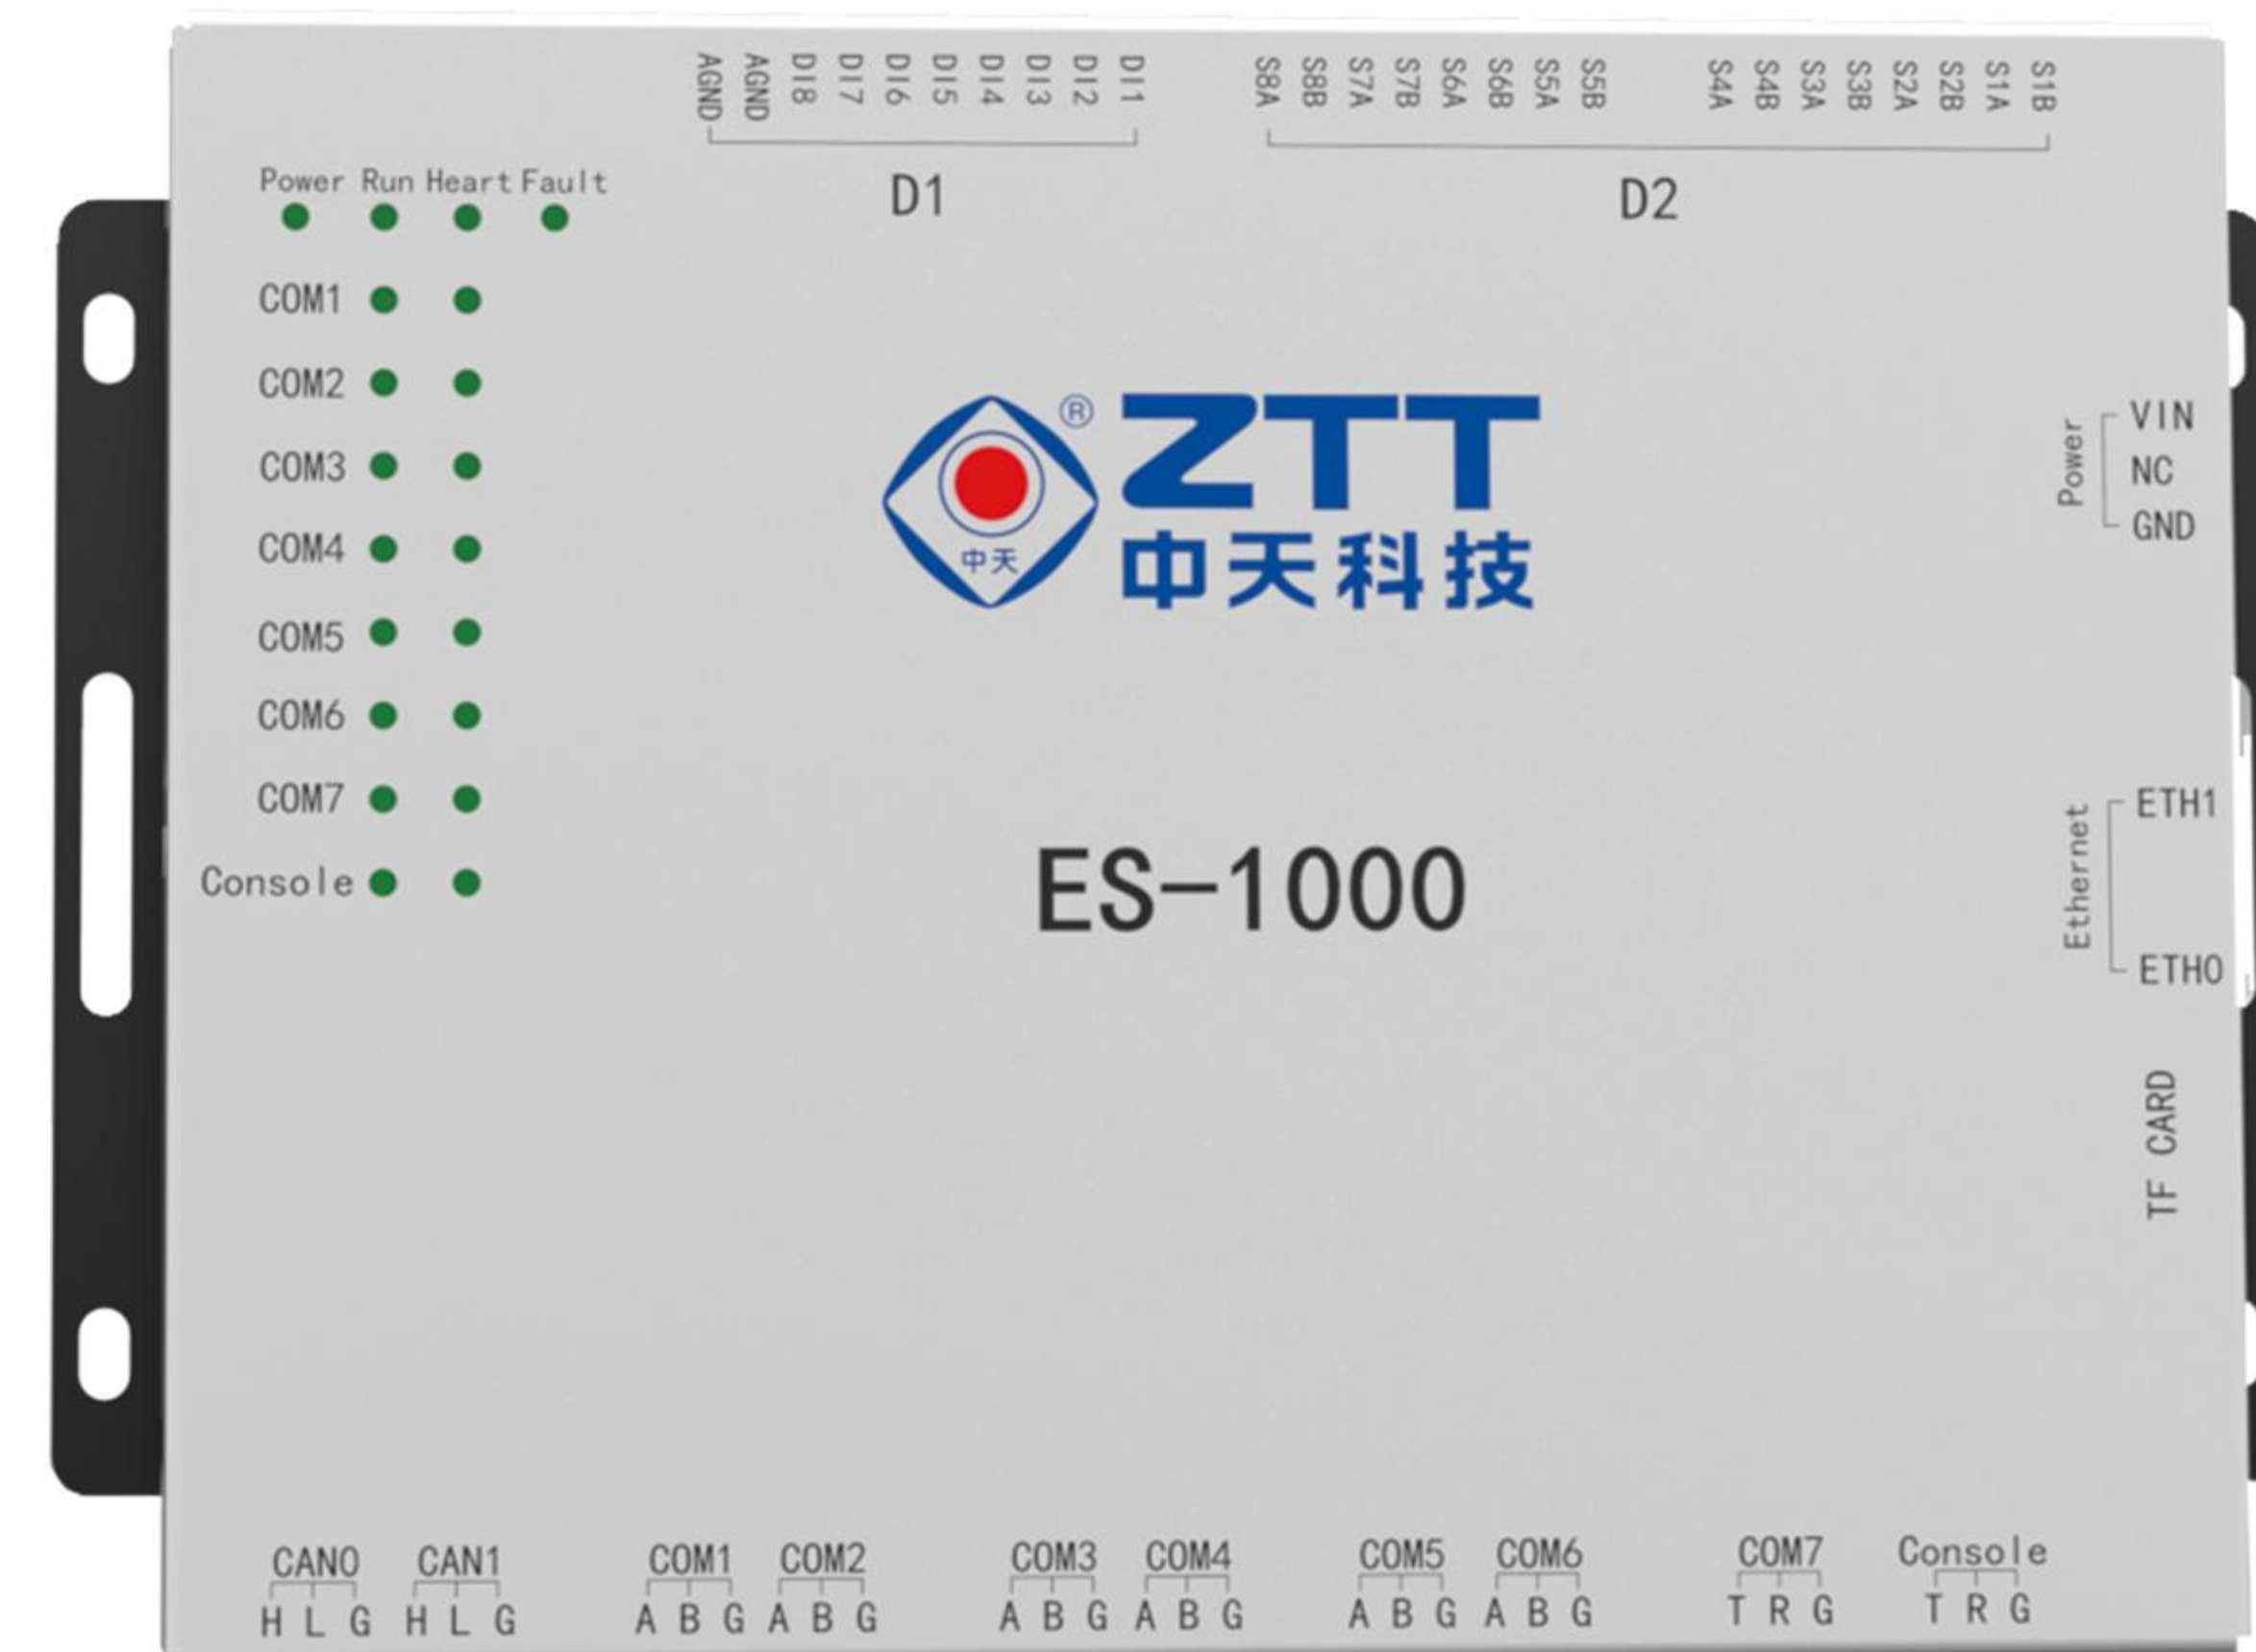 AGND AGND DI8 DI7 DI6 DI5 DI4 DI3 DI2 DI1
S8A S8B S7A S7B S6A S6B S5A S5B S4A S4B S3A S3B S2A S2B S1A S1B
D1
D2
Power Run Heart Fault
COM1
COM2
COM3
COM4
COM5
COM6
COM7
Console
®
ZTT
中天科技
中天
ES-1000
Power
VIN
NC
GND
Ethernet
ETH1
ETH0
TF CARD
CAN0 CAN1 COM1 COM2 COM3 COM4 COM5 COM6 COM7 Console
H L G H L G A B G A B G A B G A B G A B G A B G T R G T R G